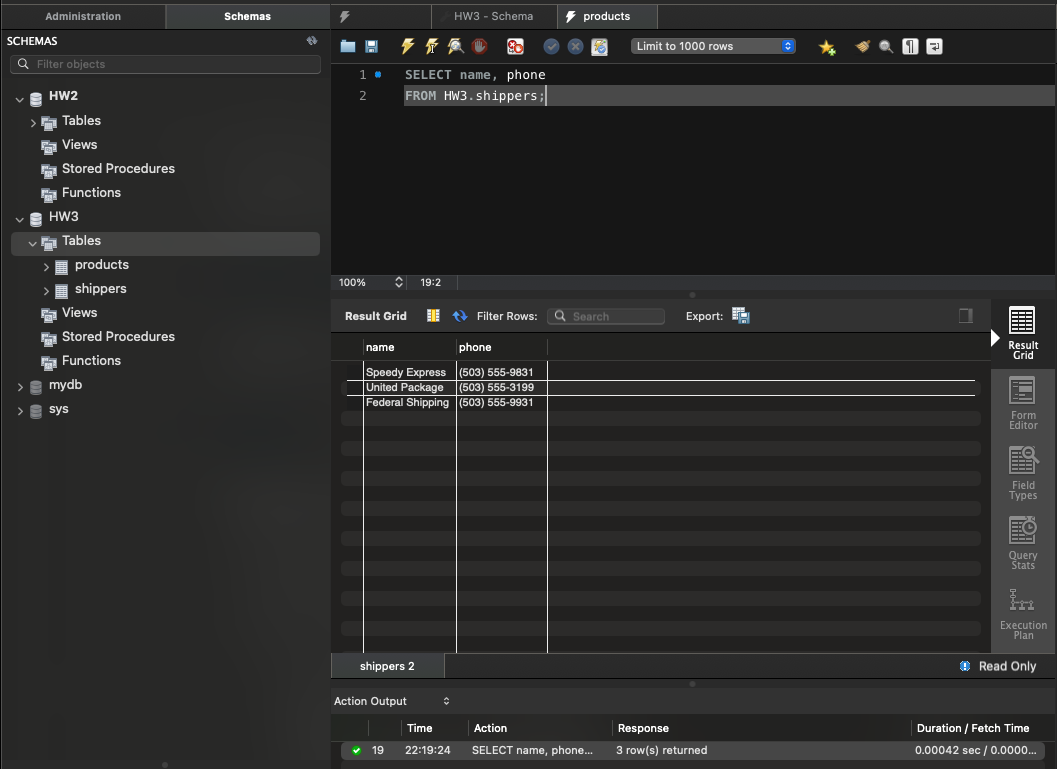 Administration
Schemas
HW3 - Schema
products
SCHEMAS
Filter objects
HW2
Tables
Views
Stored Procedures
Functions
HW3
Tables
products
shippers
Views
Stored Procedures
Functions
mydb
sys
Limit to 1000 rows
1 SELECT name, phone
2 FROM HW3.shippers;
100% 19:2
Result Grid Filter Rows: Search Export:
name phone
Speedy Express (503) 555-9831
United Package (503) 555-3199
Federal Shipping (503) 555-9931
Result
Grid
Form
Editor
Field
Types
Query
Stats
Execution
Plan
shippers 2
Read Only
Action Output
Time Action Response Duration / Fetch Time
19 22:19:24 SELECT name, phone... 3 row(s) returned 0.00042 sec / 0.0000...